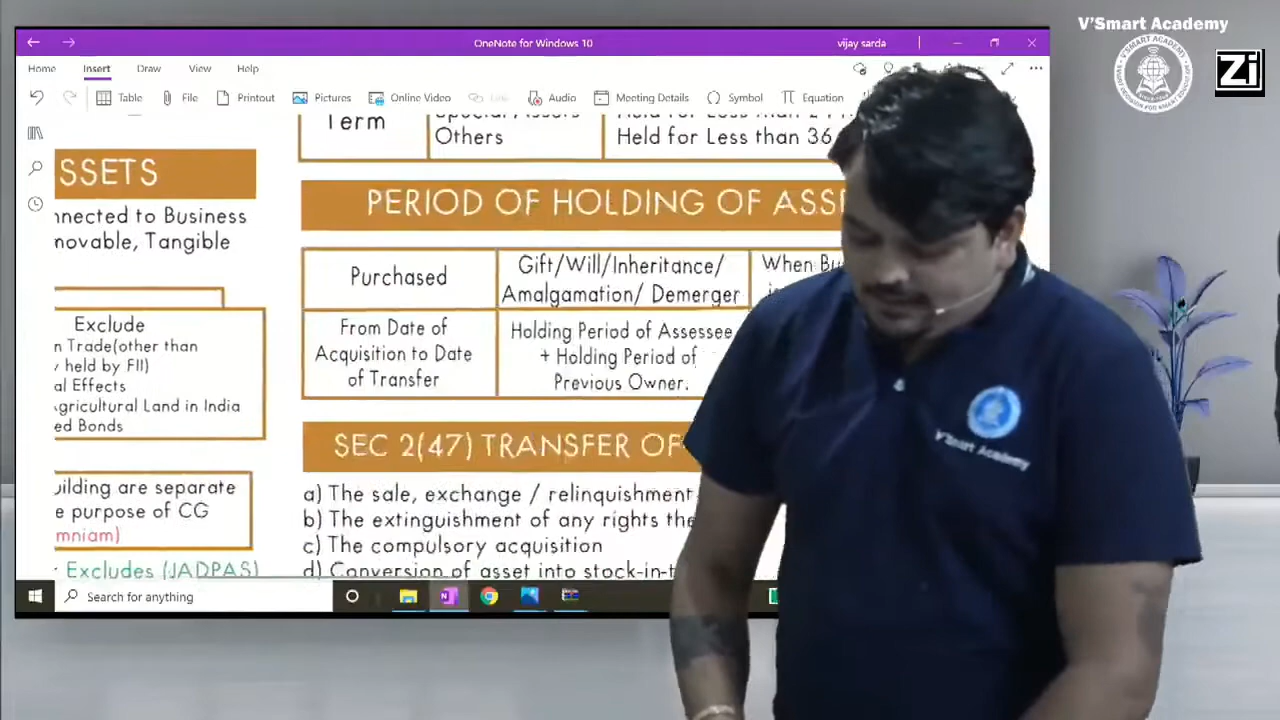 V'Smart Academy
Zi
OneNote for Windows 10
vijay sarda
Home Insert Draw View Help
Table File Printout Pictures Online Video Link Audio Meeting Details Symbol Equation
Term
Others
Held for Less than 36
SSETS
nnected to Business
movable, Tangible
PERIOD OF HOLDING OF ASSE
Purchased
Gift/Will/Inheritance/
Amalgamation/ Demerger
When Bu
From Date of
Acquisition to Date
of Transfer
Holding Period of Assessee
+ Holding Period of
Previous Owner.
Exclude
n Trade(other than
y held by FII)
al Effects
Agricultural Land in India
ed Bonds
SEC 2(47) TRANSFER OF
a) The sale, exchange / relinquishment
b) The extinguishment of any rights the
c) The compulsory acquisition
d) Conversion of asset into stock-in-t
uilding are separate
e purpose of CG
mniam)
Excludes (JADPAS)
Search for anything
V'Smart Academy